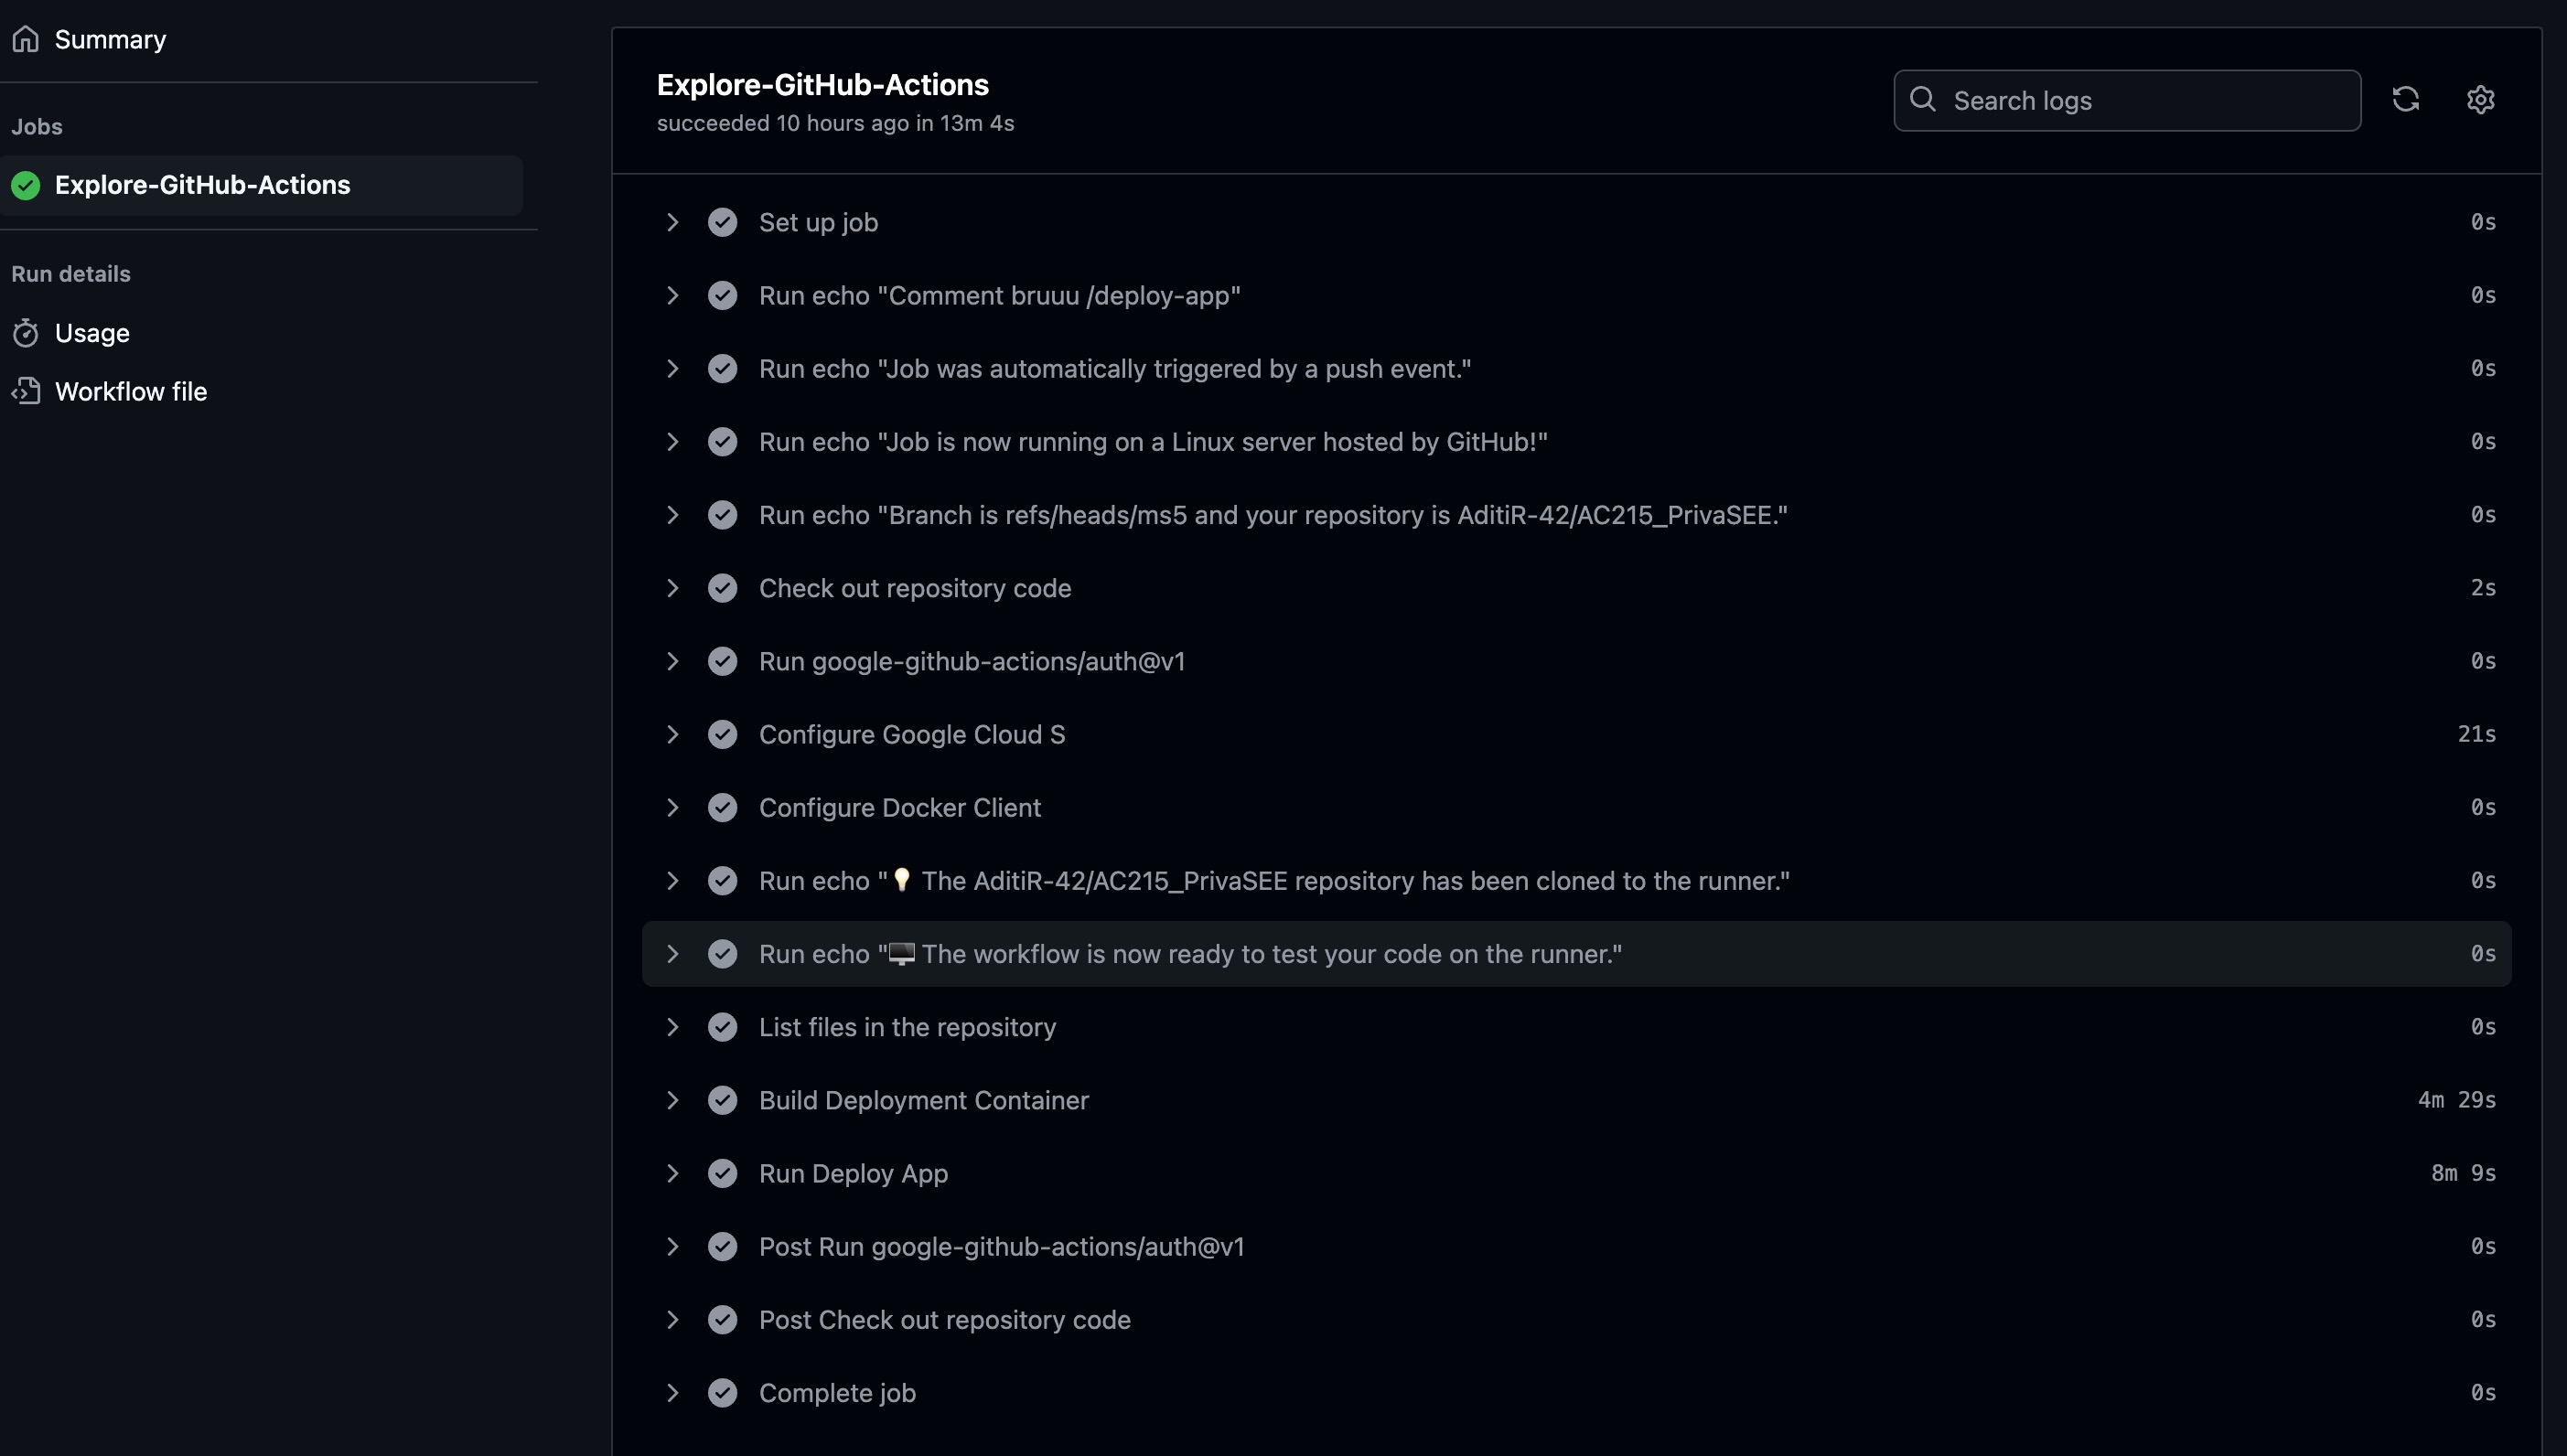 Summary
Jobs
Explore-GitHub-Actions
Run details
Usage
Workflow file
Explore-GitHub-Actions
succeeded 10 hours ago in 13m 4s
Search logs
Set up job 0s
Run echo "Comment bruuu /deploy-app" 0s
Run echo "Job was automatically triggered by a push event." 0s
Run echo "Job is now running on a Linux server hosted by GitHub!" 0s
Run echo "Branch is refs/heads/ms5 and your repository is AditiR-42/AC215_PrivaSEE." 0s
Check out repository code 2s
Run google-github-actions/auth@v1 0s
Configure Google Cloud S 21s
Configure Docker Client 0s
Run echo "💡 The AditiR-42/AC215_PrivaSEE repository has been cloned to the runner." 0s
Run echo "🖥️ The workflow is now ready to test your code on the runner." 0s
List files in the repository 0s
Build Deployment Container 4m 29s
Run Deploy App 8m 9s
Post Run google-github-actions/auth@v1 0s
Post Check out repository code 0s
Complete job 0s